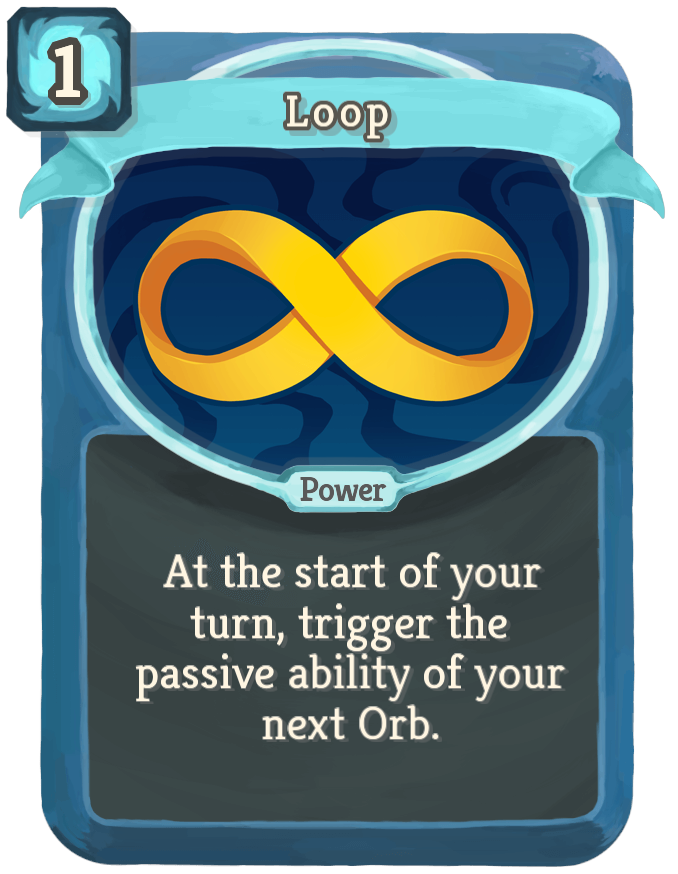 1
Loop
Power
At the start of your
turn, trigger the
passive ability of your
next Orb.